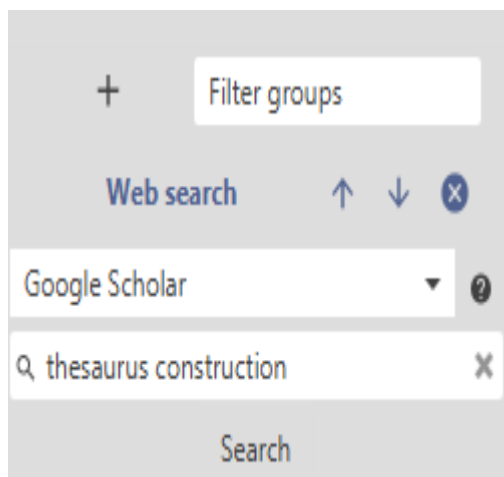 + Filter groups
Web search
Google Scholar
thesaurus construction
Search